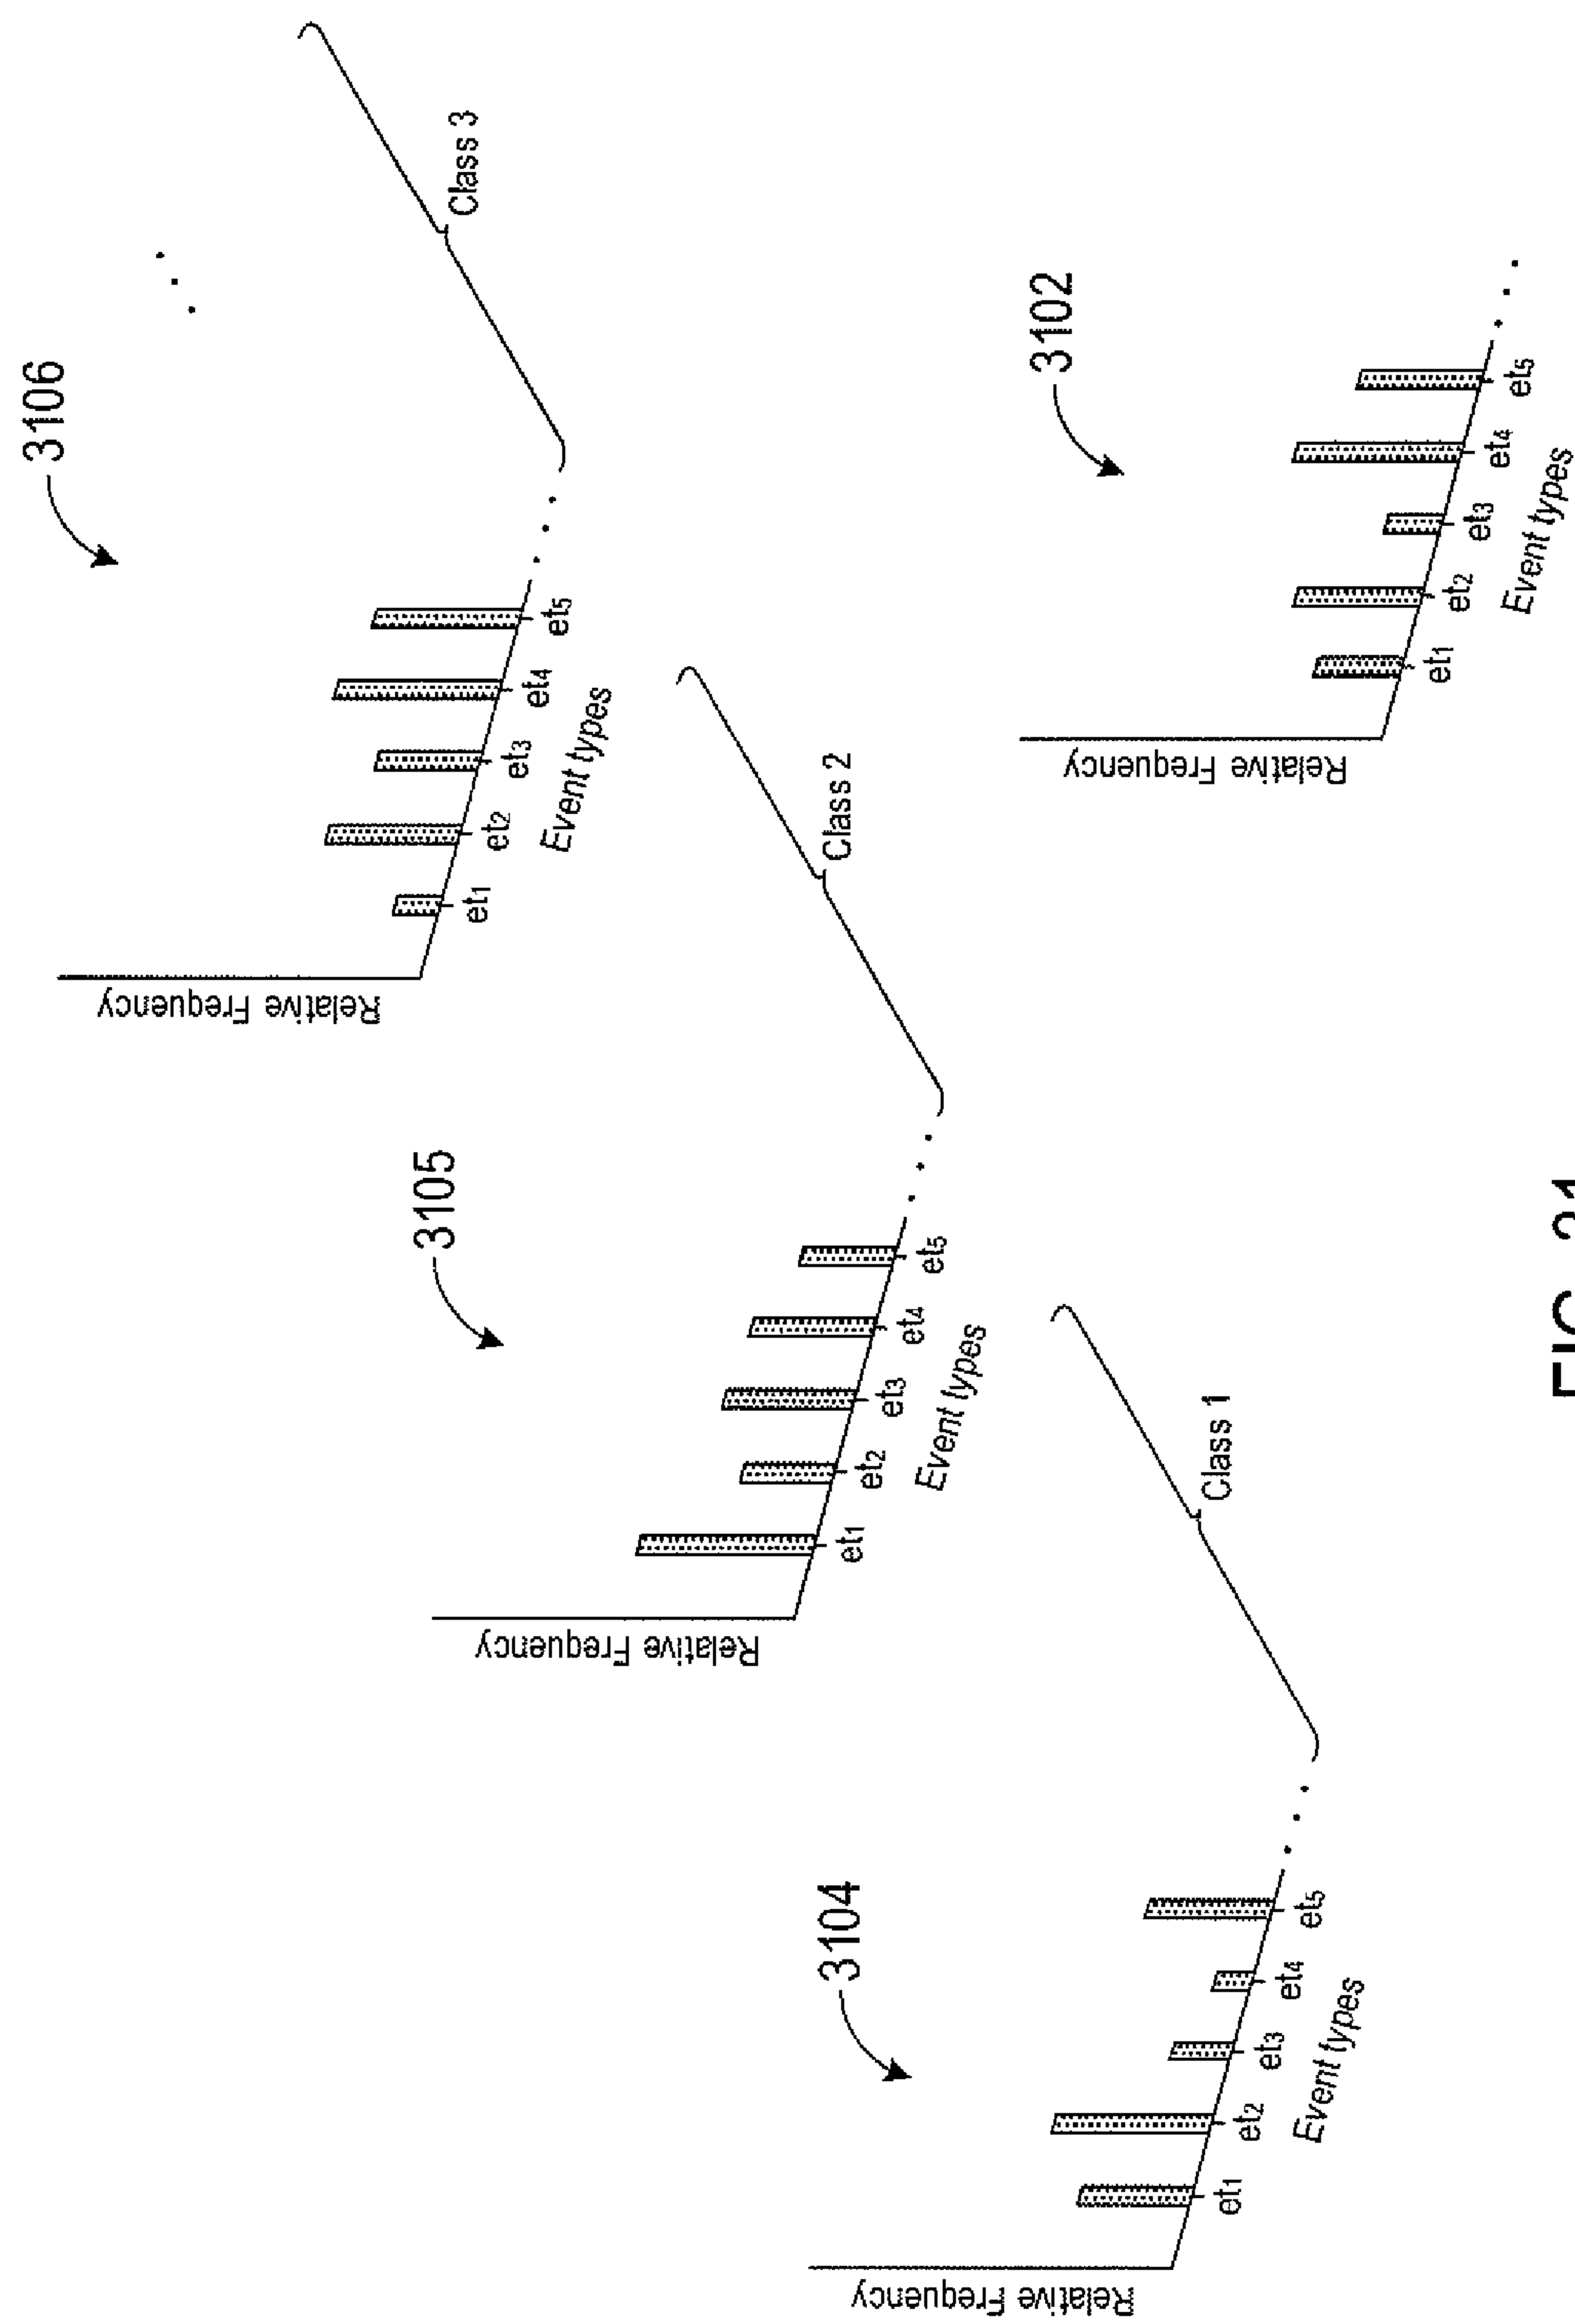 3106
Relative Frequency
et1 et2 et3 et4 et5
Event types
Class 3
3105
Relative Frequency
et1 et2 et3 et4 et5
Event types
Class 2
3104
Relative Frequency
et1 et2 et3 et4 et5
Event types
Class 1
3102
Relative Frequency
et1 et2 et3 et4 et5
Event types
FIG. 31